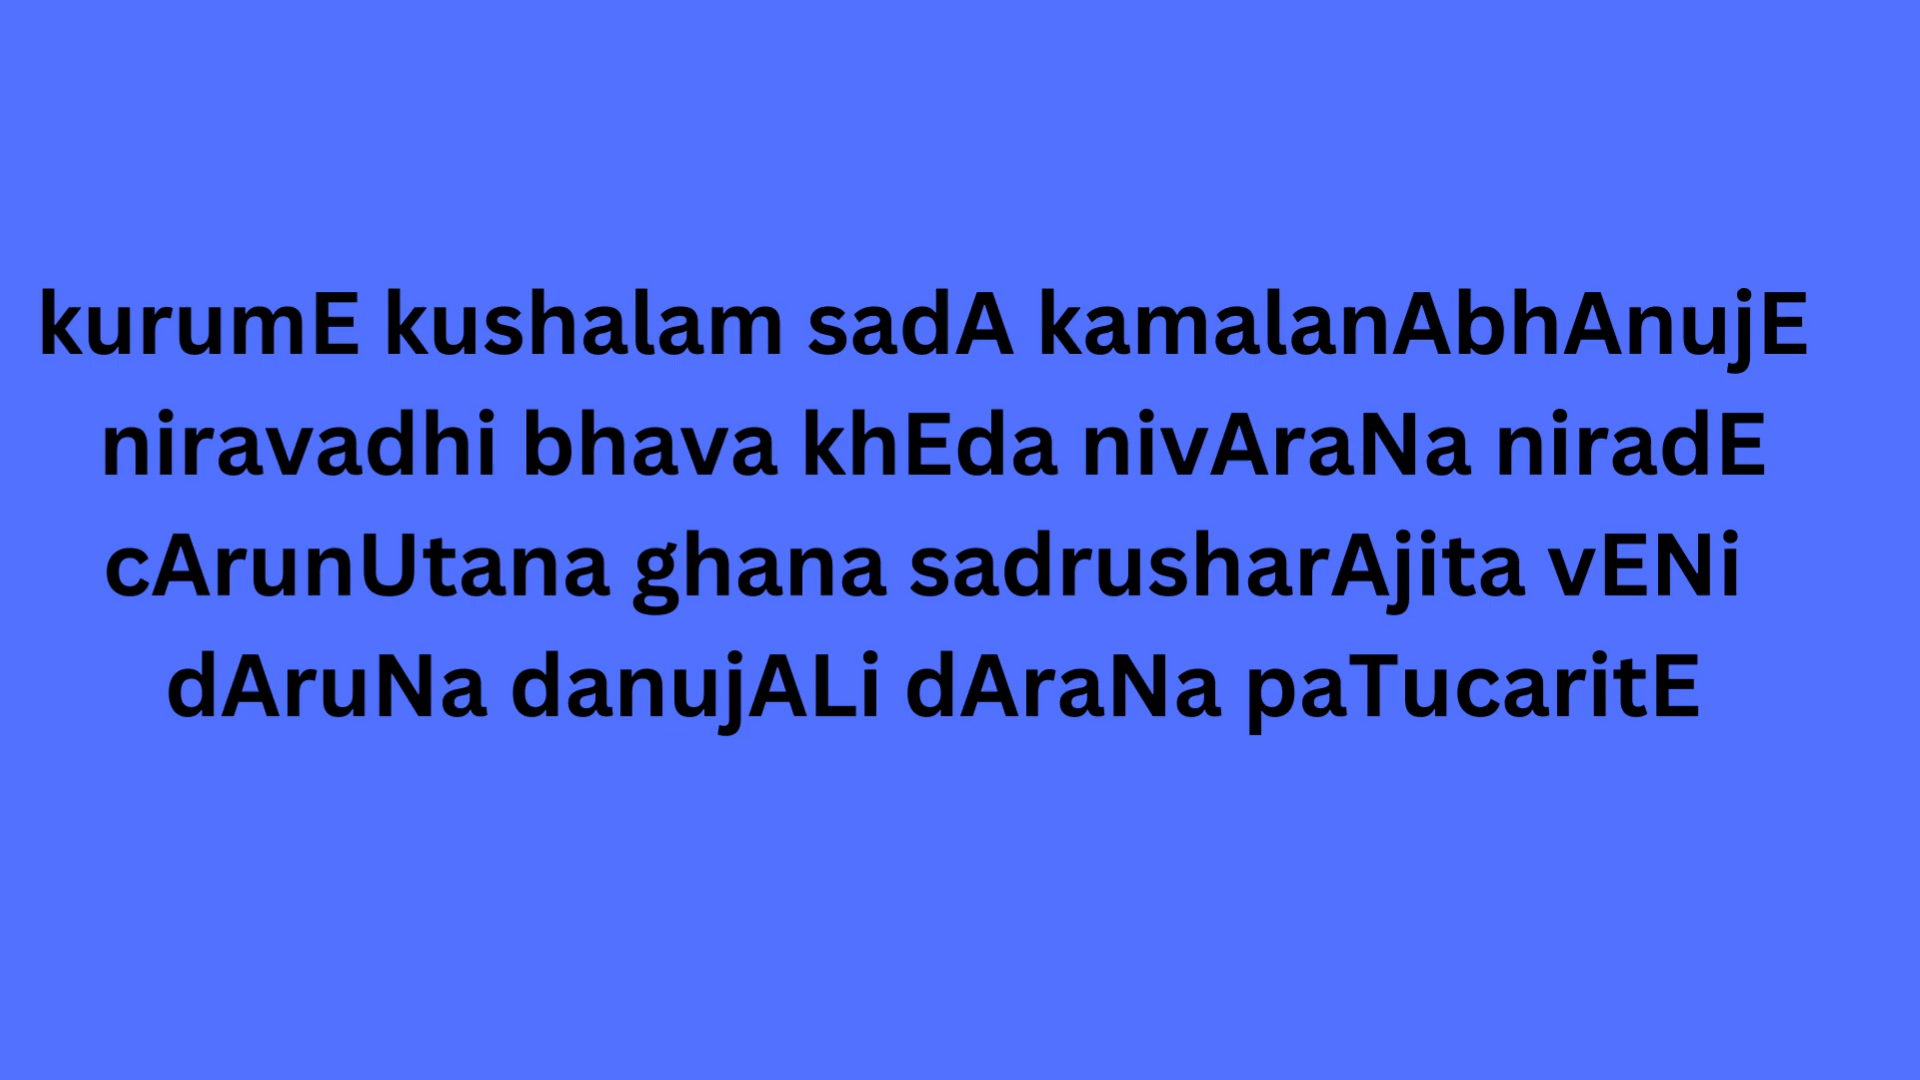 kurumE kushalam sadA kamalanAbhAnujE
niravadhi bhava khEda nivAraNa niradE
cArunUtana ghana sadrusharAjita vENi
dAruNa danujALi dAraNa paTucaritE